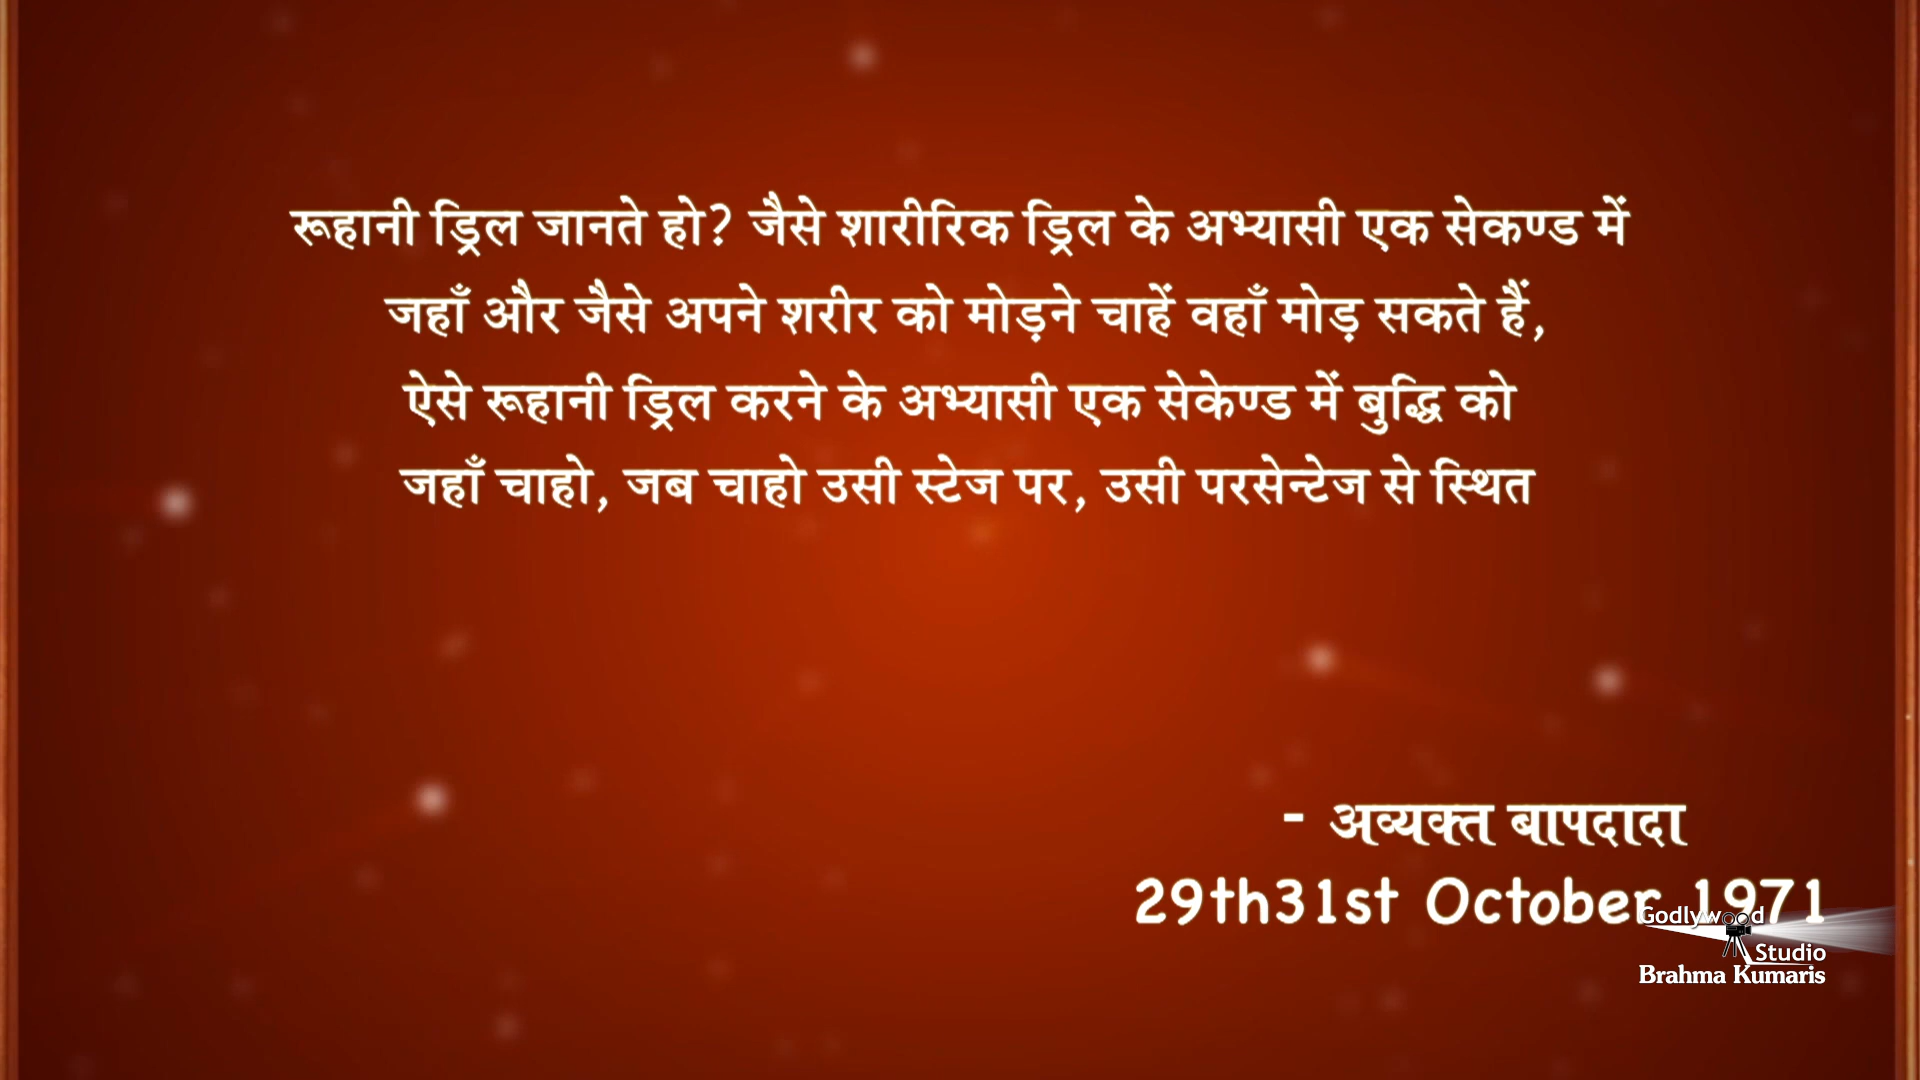 रूहानी ड्रिल जानते हो? जैसे शारीरिक ड्रिल के अभ्यासी एक सेकण्ड में
जहाँ और जैसे अपने शरीर को मोड़ने चाहें वहाँ मोड़ सकते हैं,
ऐसे रूहानी ड्रिल करने के अभ्यासी एक सेकेण्ड में बुद्धि को
जहाँ चाहो, जब चाहो उसी स्टेज पर, उसी परसेन्टेज से स्थित
- अव्यक्त बापदादा
29th31st October 1971
Godlywood
Studio
Brahma Kumaris